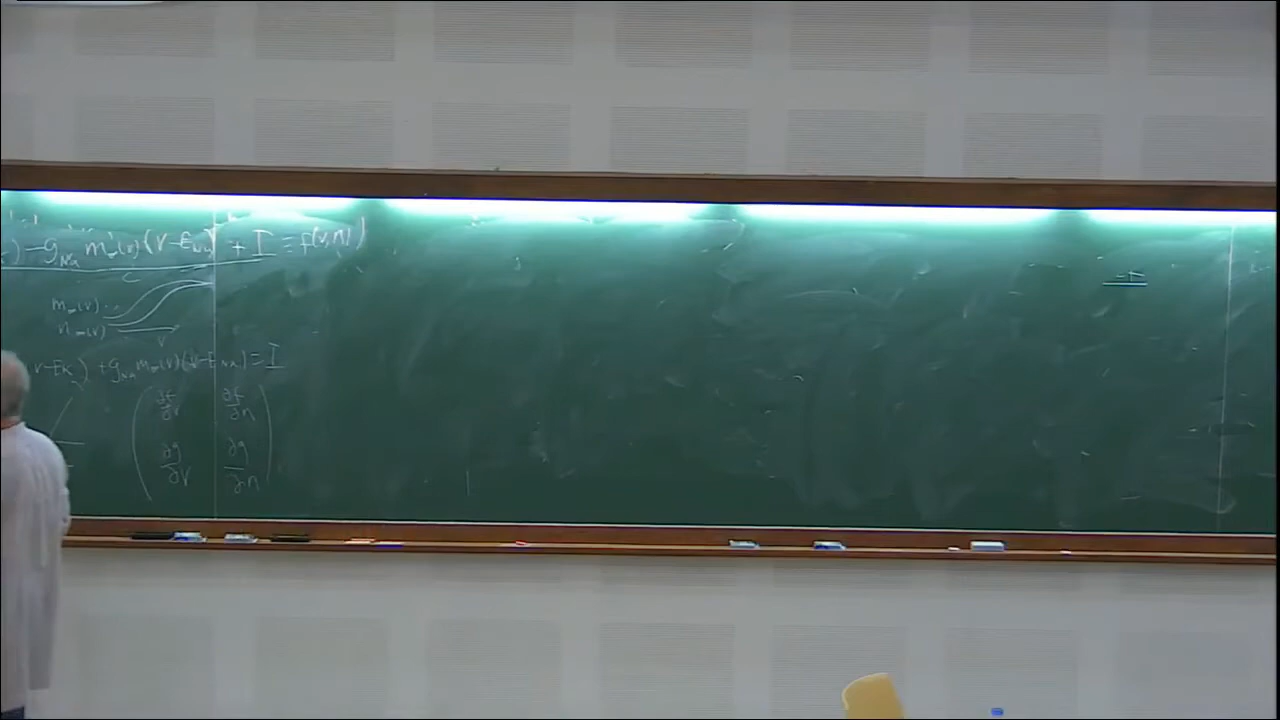 ) - g_Na m_∞(v) (V - E_Na) + I ≡ f(v,n)
m_∞(v)
n_∞(v)
V
(V - E_K) + g_Na m_∞(v) (V - E_Na) = I
∂f/∂v ∂f/∂n
∂g/∂v ∂g/∂n